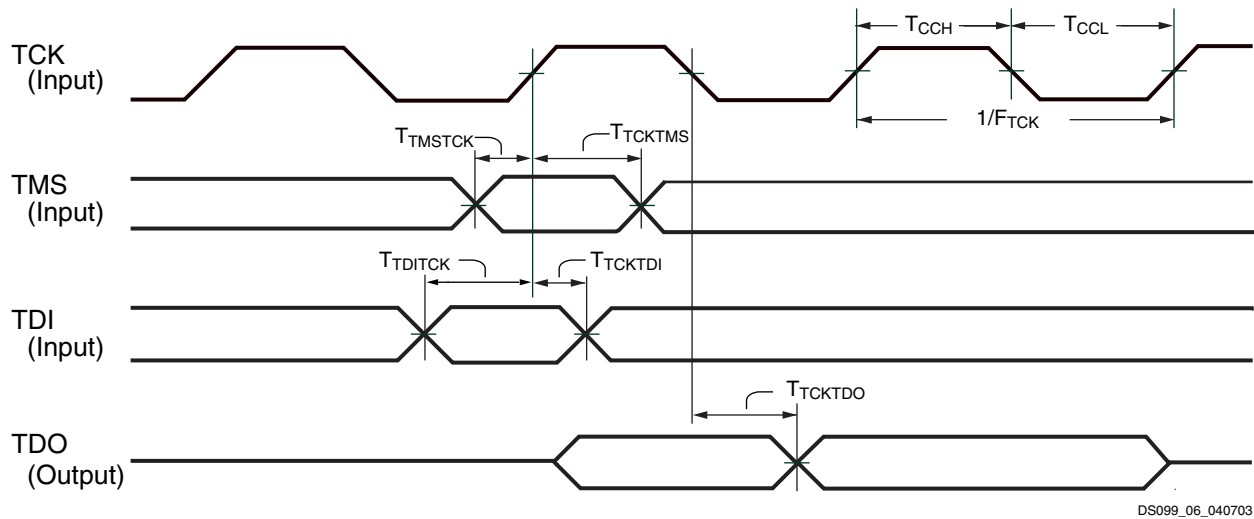 T_CCH T_CCL
TCK
(Input)
1/F_TCK
T_TMSTCK T_TCKTMS
TMS
(Input)
T_TDITCK T_TCKTDI
TDI
(Input)
T_TCKTDO
TDO
(Output)
DS099_06_040703